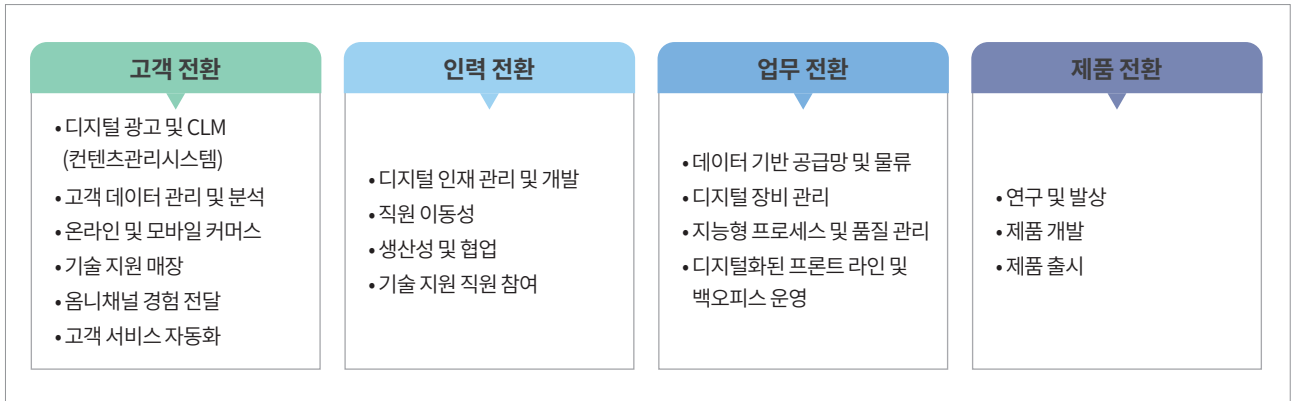 고객 전환
• 디지털 광고 및 CLM
(컨텐츠관리시스템)
• 고객 데이터 관리 및 분석
• 온라인 및 모바일 커머스
• 기술 지원 매장
• 옴니채널 경험 전달
• 고객 서비스 자동화
인력 전환
• 디지털 인재 관리 및 개발
• 직원 이동성
• 생산성 및 협업
• 기술 지원 직원 참여
업무 전환
• 데이터 기반 공급망 및 물류
• 디지털 장비 관리
• 지능형 프로세스 및 품질 관리
• 디지털화된 프론트 라인 및
백오피스 운영
제품 전환
• 연구 및 발상
• 제품 개발
• 제품 출시